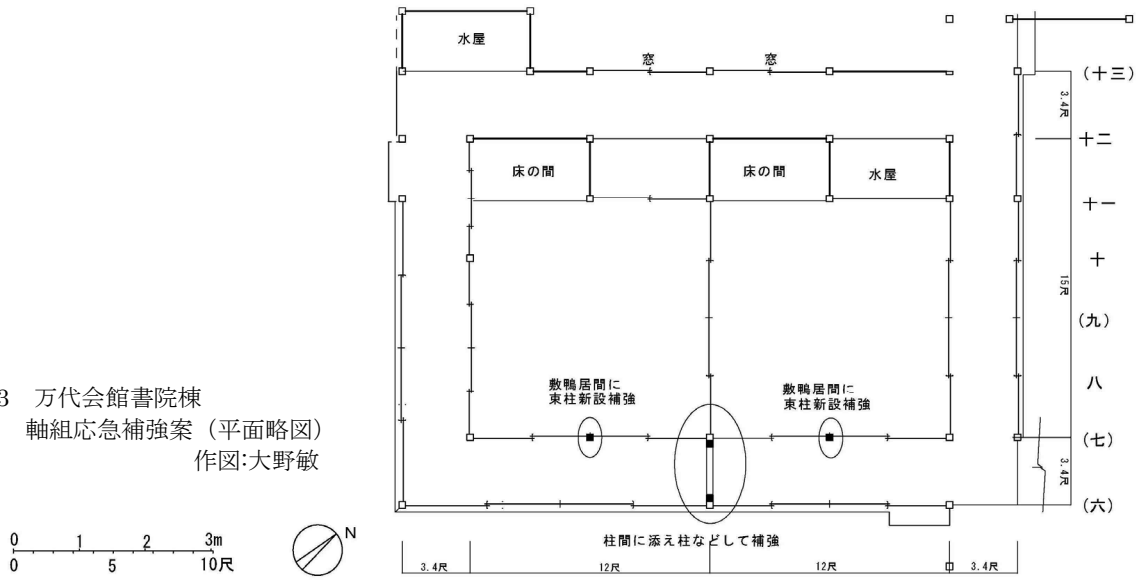 水屋
窓
窓
(十三)
3.4尺
十二
床の間
床の間
水屋
十一
十
15尺
(九)
敷鴨居間に
束柱新設補強
敷鴨居間に
束柱新設補強
八
3 万代会館書院棟
軸組応急補強案（平面略図）
作図:大野敏
(七)
3.4尺
(六)
柱間に添え柱などして補強
N
0 1 2 3m
0 5 10尺
3.4尺
12尺
12尺
3.4尺